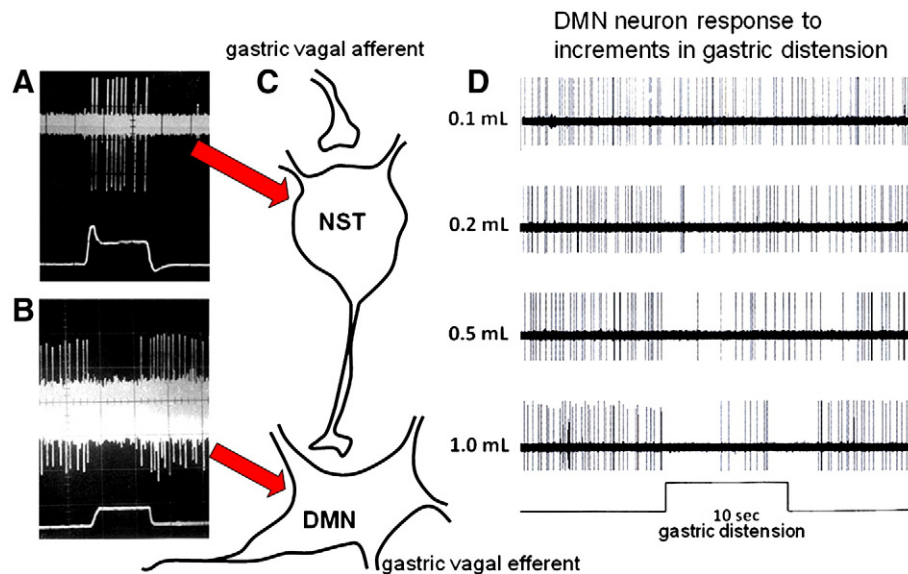 DMN neuron response to
increments in gastric distension
gastric vagal afferent
A
C
D
0.1 mL
NST
0.2 mL
B
0.5 mL
1.0 mL
DMN
10 sec
gastric distension
gastric vagal efferent